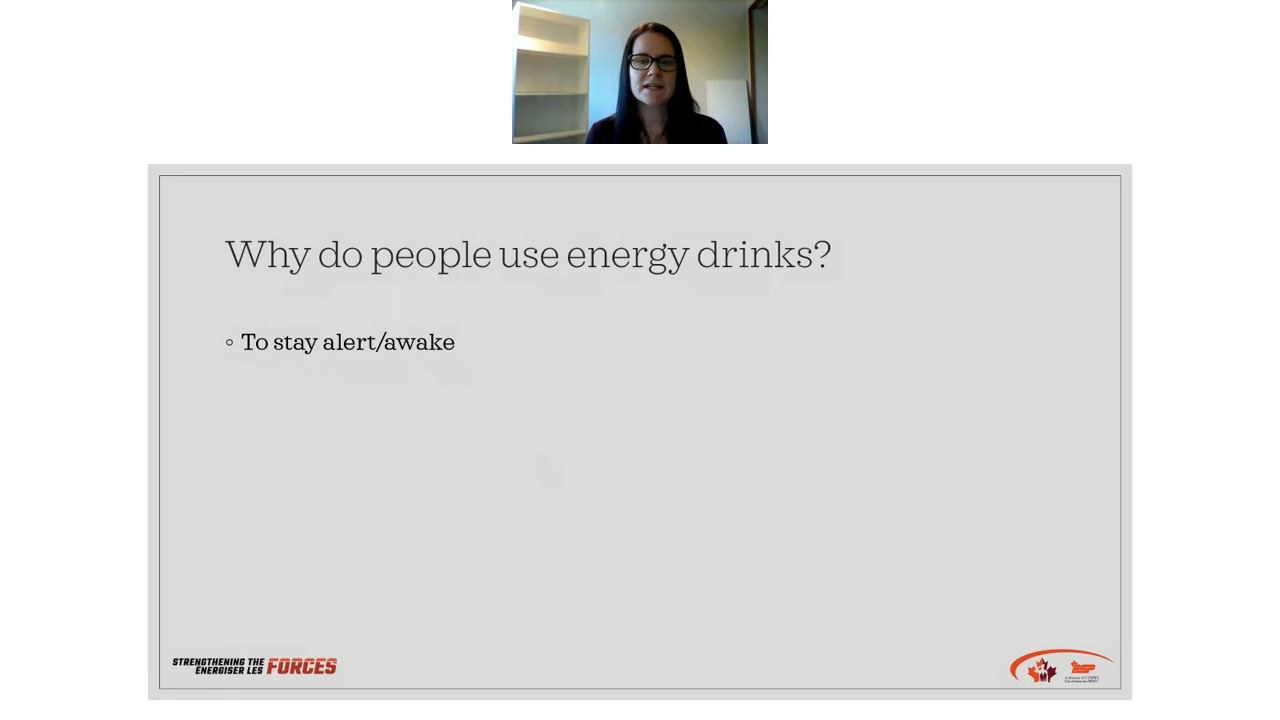 Why do people use energy drinks?
To stay alert/awake
STRENGTHENING THE
ÉNERGISER LES
FORCES